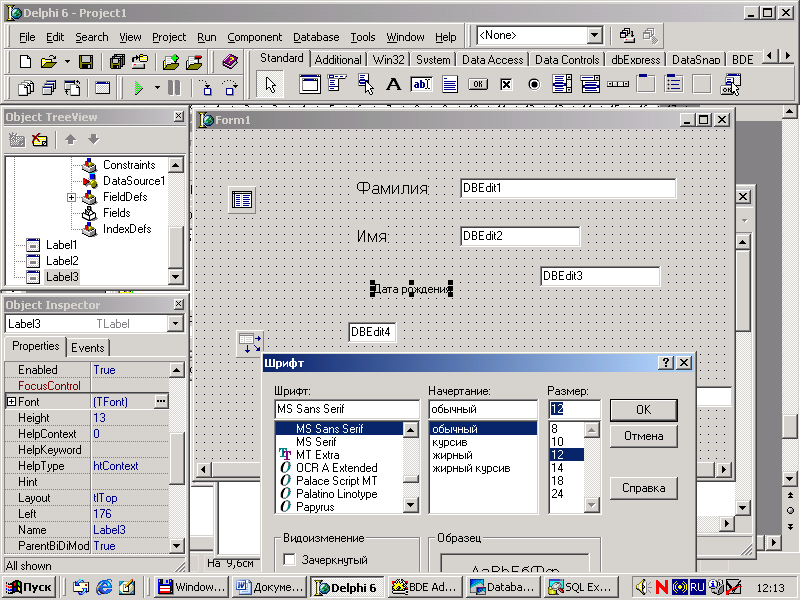 Delphi 6 - Project1
File Edit Search View Project Run Component Database Tools Window Help <None>
Standard Additional Win32 System Data Access Data Controls dbExpress DataSnap BDE
Object TreeView
Constraints
DataSource1
FieldDefs
Fields
IndexDefs
Label1
Label2
Label3
Form1
Фамилия DBEdit1
Имя DBEdit2
DBEdit3
Дата рождения
DBEdit4
Object Inspector
Label3 TLabel
Properties Events
Enabled True
FocusControl
Font (TFont)
Height 13
HelpContext 0
HelpKeyword
HelpType htContext
Hint
Layout tlTop
Left 176
Name Label3
ParentBiDiMod True
All shown
Шрифт
Шрифт: Начертание: Размер:
MS Sans Serif обычный 12 OK
MS Sans Serif обычный 8
MS Serif курсив 10
MT Extra жирный 12
OCR A Extended жирный курсив 14
Palace Script MT 18
Palatino Linotype 24
Papyrus
Отмена
Справка
Видоизменение Образец
Зачеркнутый
АаВbБбФф
На 9,6см
Пуск Window... Докуме... Delphi 6 BDE Ad... Databa... SQL Ex... RU 12:13